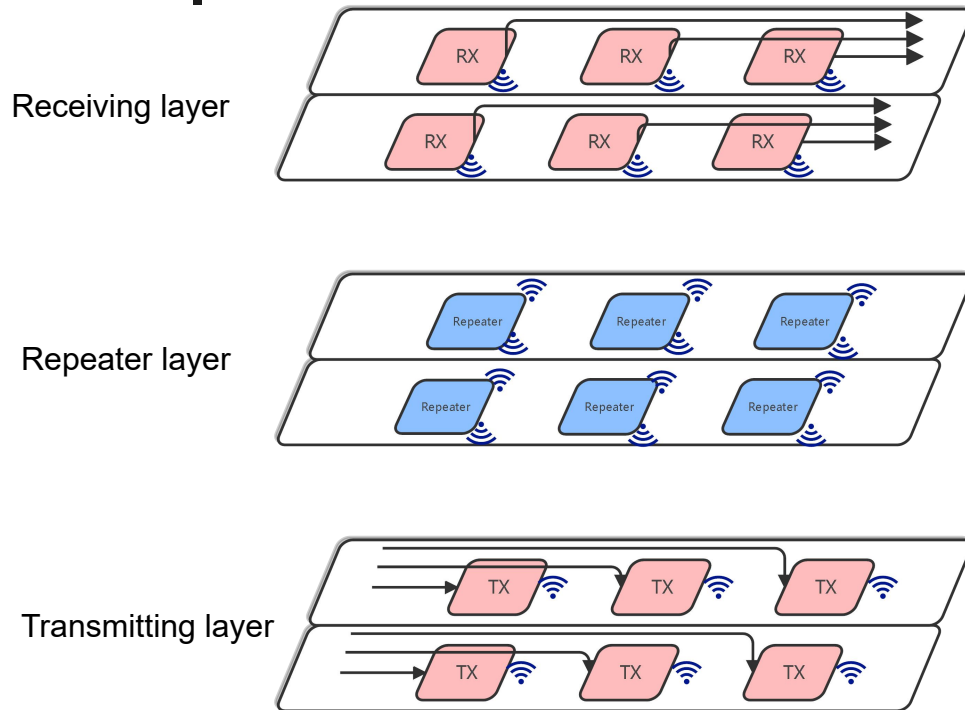 RX RX RX
Receiving layer
RX RX RX
Repeater Repeater Repeater
Repeater layer
Repeater Repeater Repeater
TX TX TX
Transmitting layer
TX TX TX